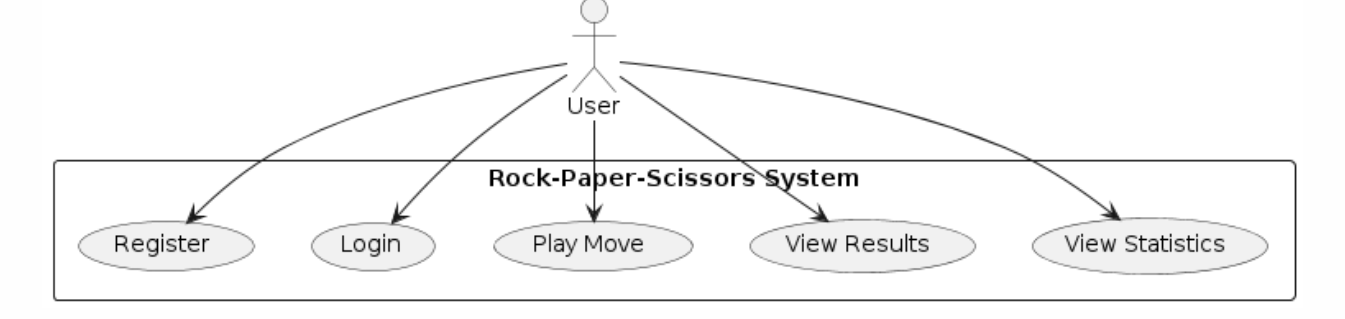 User
Rock-Paper-Scissors System
Register
Login
Play Move
View Results
View Statistics